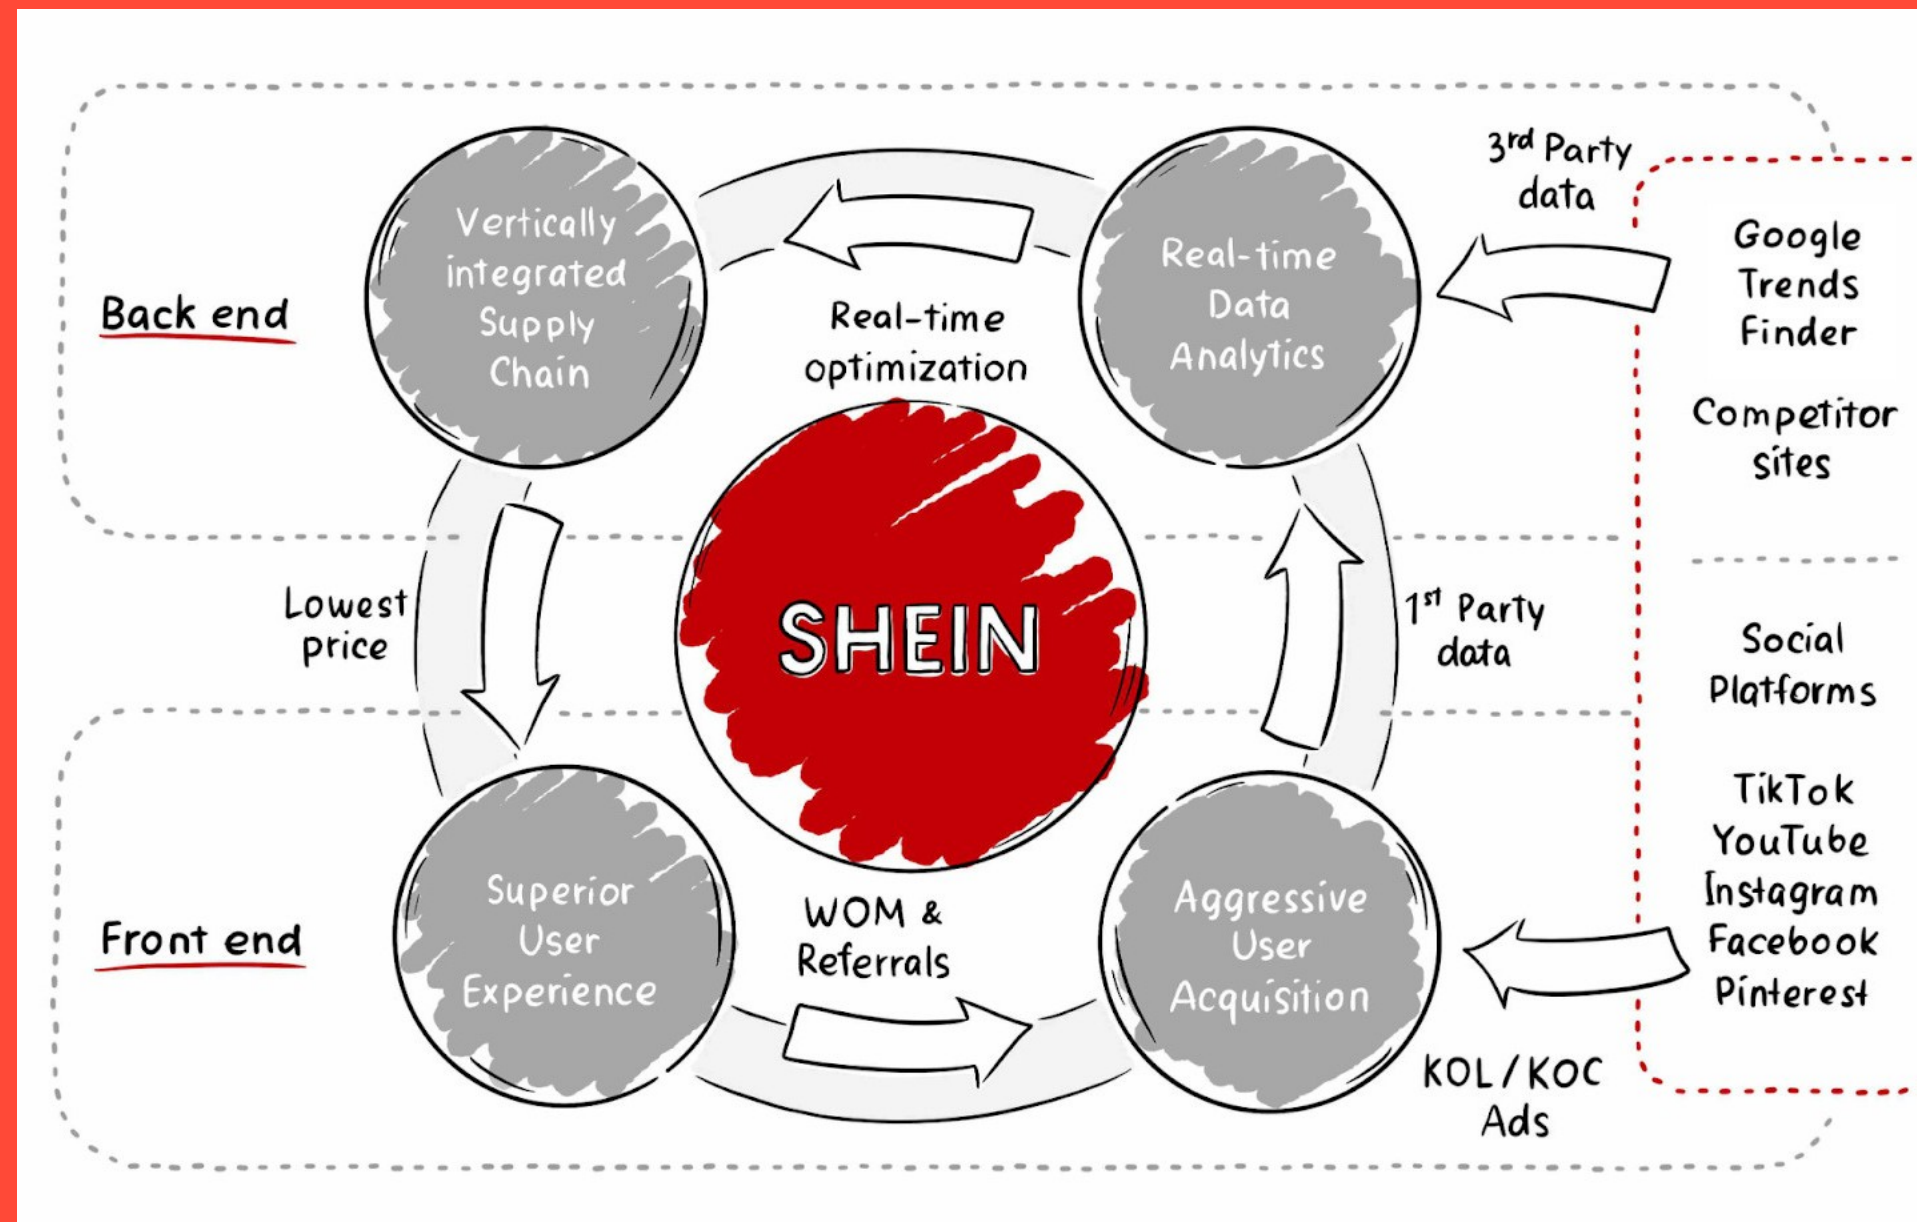 Back end
Vertically
integrated
Supply
Chain
Real-time
optimization
Real-time
Data
Analytics
3rd Party
data
Google
Trends
Finder
Competitor
sites
Lowest
price
SHEIN
1st Party
data
Social
Platforms
TikTok
YouTube
Instagram
Facebook
Pinterest
Front end
Superior
User
Experience
WOM &
Referrals
Aggressive
User
Acquisition
KOL/KOC
Ads